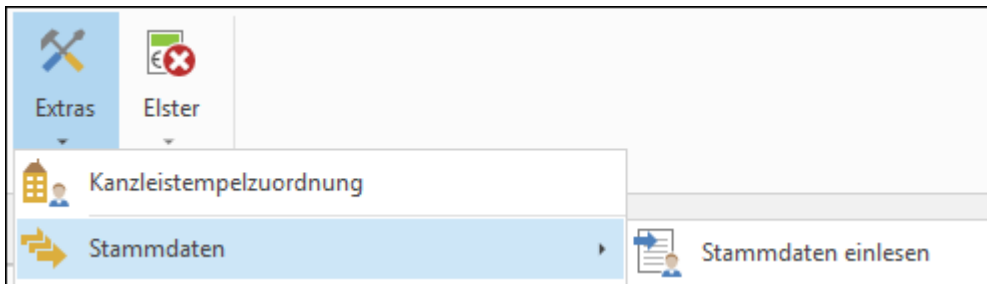 Extras
Elster
Kanzleistempelzuordnung
Stammdaten
Stammdaten einlesen